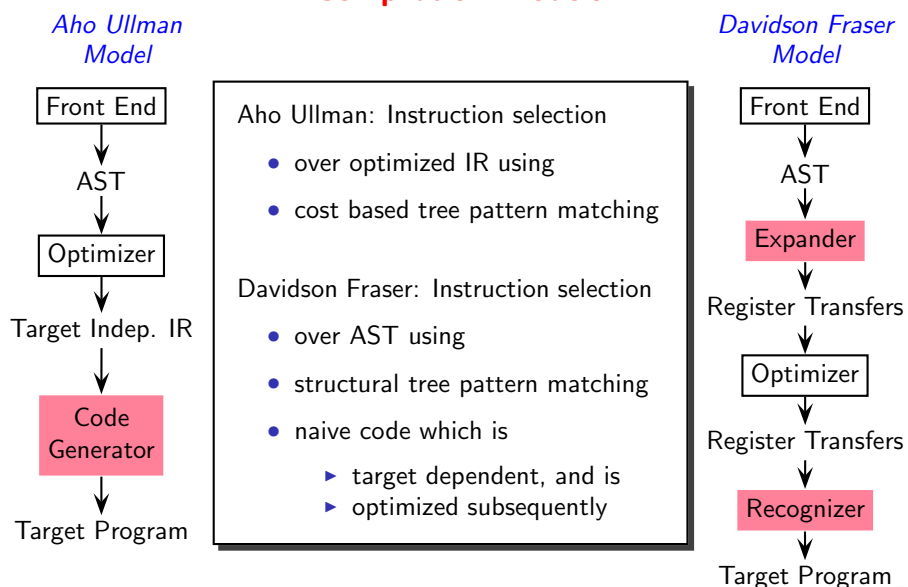 Aho Ullman
Model
Front End
AST
Optimizer
Target Indep. IR
Code
Generator
Target Program
Aho Ullman: Instruction selection
• over optimized IR using
• cost based tree pattern matching
Davidson Fraser: Instruction selection
• over AST using
• structural tree pattern matching
• naive code which is
▶ target dependent, and is
▶ optimized subsequently
Davidson Fraser
Model
Front End
AST
Expander
Register Transfers
Optimizer
Register Transfers
Recognizer
Target Program